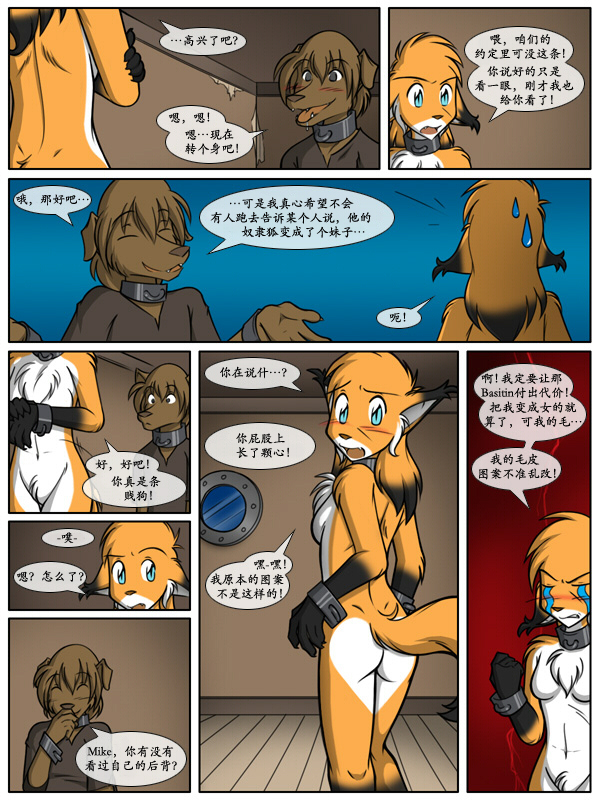 …高兴了吧?
嗯，嗯!
嗯…现在
转个身吧!
喂，咱们的
约定里可没这条!
你说好的只是
看一眼，刚才我也
给你看了!
哦，那好吧…
…可是我真心希望不会
有人跑去告诉某个人说，他的
奴隶狐变成了个妹子…
呃!
好，好吧!
你真是条
贱狗!
-噗-
嗯? 怎么了?
Mike，你有没有
看过自己的后背?
你在说什…?
你屁股上
长了颗心!
嘿-嘿!
我原本的图案
不是这样的!
啊! 我定要让那
Basitin付出代价!
把我变成女的就
算了，可我的毛…
我的毛皮
图案不准乱改!